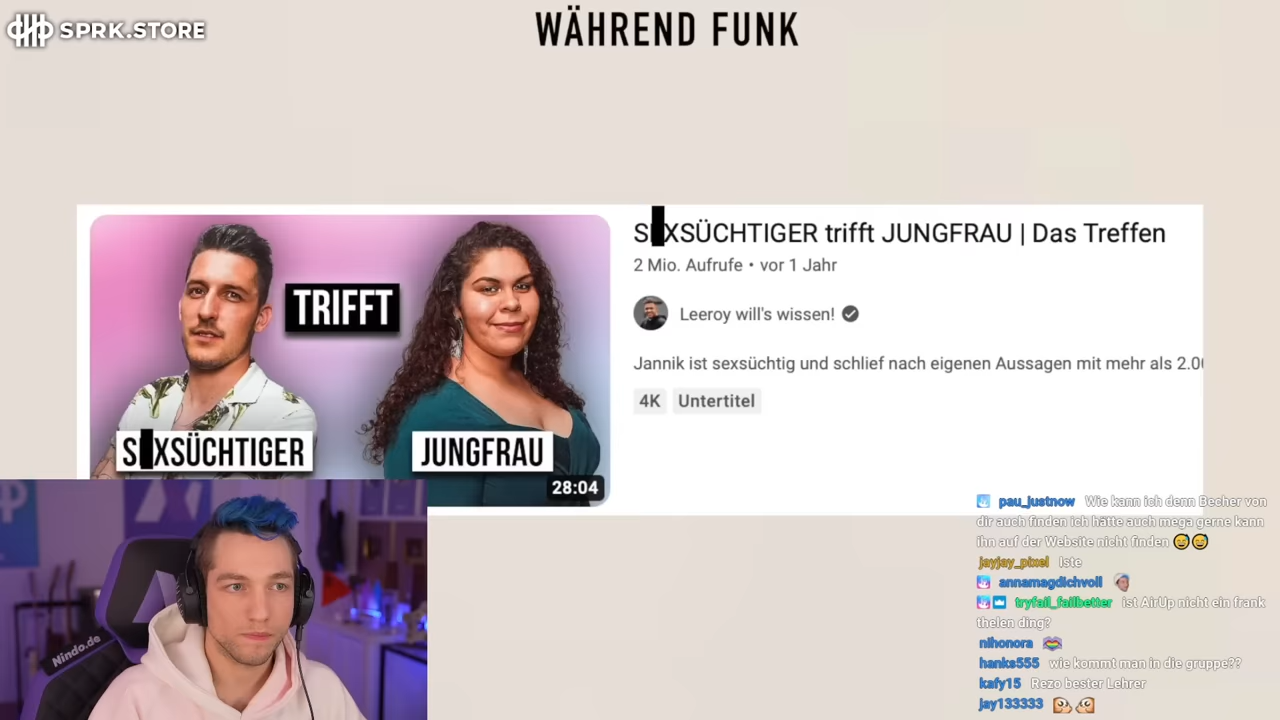 SPRK.STORE
WÄHREND FUNK
TRIFFT
SXSÜCHTIGER
JUNGFRAU
28:04
SXSÜCHTIGER trifft JUNGFRAU | Das Treffen
2 Mio. Aufrufe • vor 1 Jahr
Leeroy will's wissen!
Jannik ist sexsüchtig und schlief nach eigenen Aussagen mit mehr als 2.0
4K Untertitel
Nindo.de
pau_justnow Wie kann ich denn Becher von
dir auch finden ich hätte auch mega gerne kann
ihn auf der Website nicht finden 😅😅
jayjay_pixel Iste
annamagdichvoll
tryfail_failbetter ist AirUp nicht ein frank
thelen ding?
nihonora
hanks555 wie kommt man in die gruppe??
kafy15 Rezo bester Lehrer
jay133333